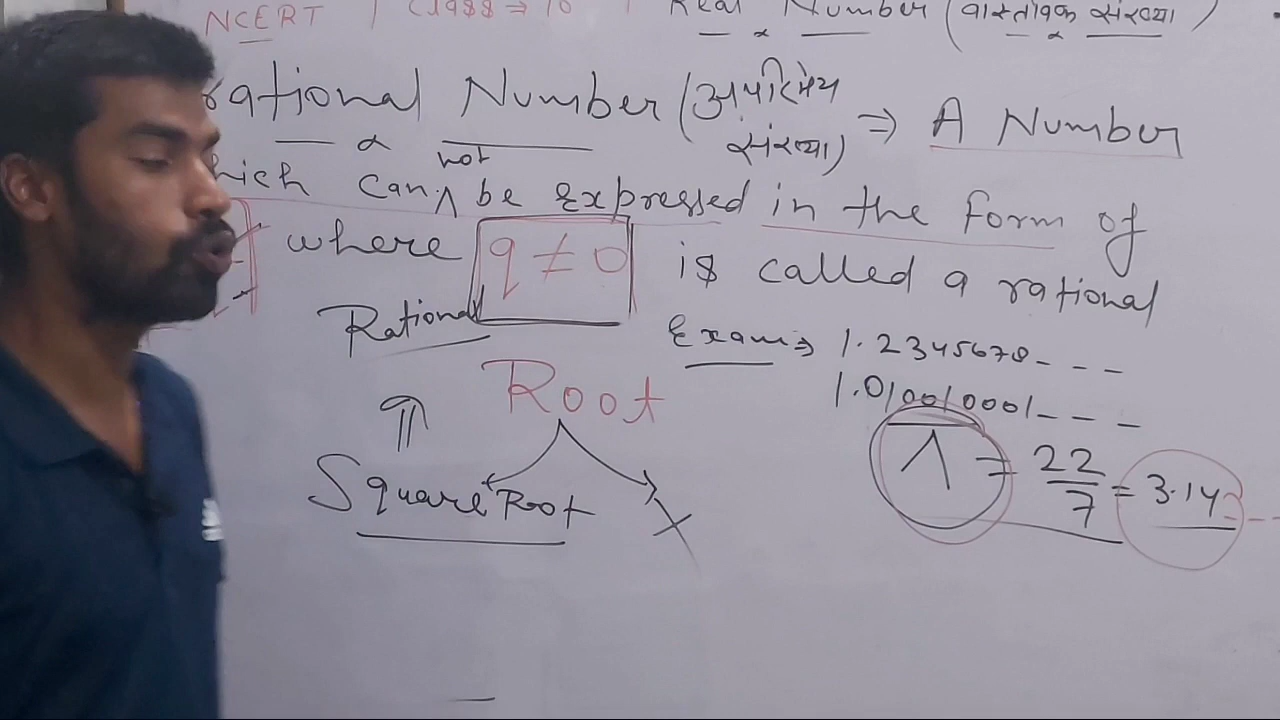 NCERT | Class ⇒ 10 | Real Number (वास्तविक संख्या)
rational Number (अपरिमेय संख्या) ⇒ A Number
which can not be expressed in the form of
where q ≠ 0 is called a rational
Rational
Exam ⇒ 1.2345678---
1.010010001---
Root
Square Root
= 22/7 = 3.14